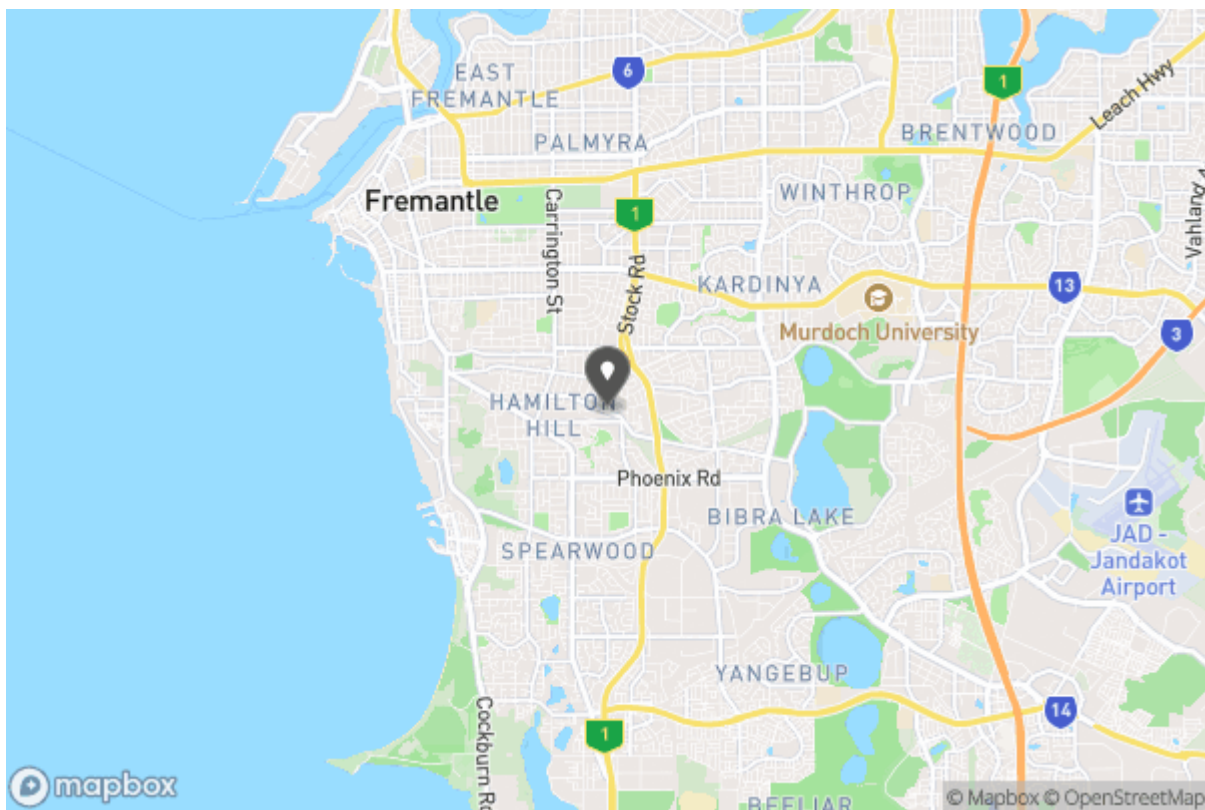 EAST
FREMANTLE
6
1
Leach Hwy
BRENTWOOD
PALMYRA
WINTHROP
Fremantle
Carrington St
1
Vahland A
Stock Rd
KARDINYA
13
Murdoch University
3
HAMILTON
HILL
Phoenix Rd
BIBRA LAKE
SPEARWOOD
JAD -
Jandakot
Airport
YANGEBUP
Cockburn Rd
14
1
mapbox
BEELIAR
© Mapbox © OpenStreetMap